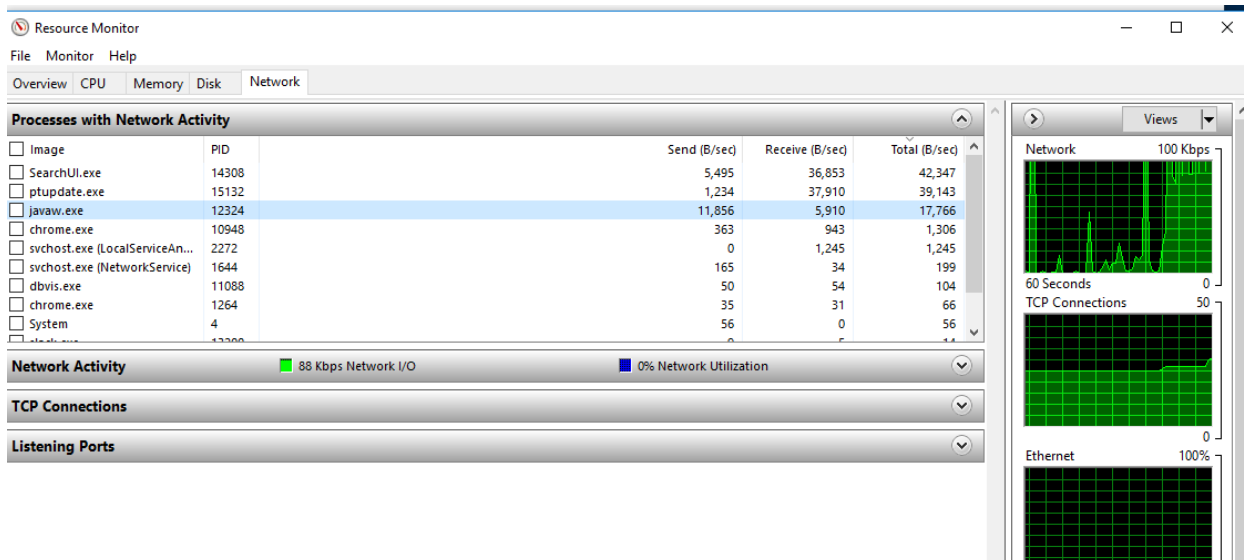 Resource Monitor
File Monitor Help
Overview CPU Memory Disk Network
Processes with Network Activity
Image PID Send (B/sec) Receive (B/sec) Total (B/sec)
SearchUI.exe 14308 5,495 36,853 42,347
ptupdate.exe 15132 1,234 37,910 39,143
javaw.exe 12324 11,856 5,910 17,766
chrome.exe 10948 363 943 1,306
svchost.exe (LocalServiceAn... 2272 0 1,245 1,245
svchost.exe (NetworkService) 1644 165 34 199
dbvis.exe 11088 50 54 104
chrome.exe 1264 35 31 66
System 4 56 0 56
Network Activity 88 Kbps Network I/O 0% Network Utilization
TCP Connections
Listening Ports
Views
Network 100 Kbps
60 Seconds 0
TCP Connections 50
0
Ethernet 100%